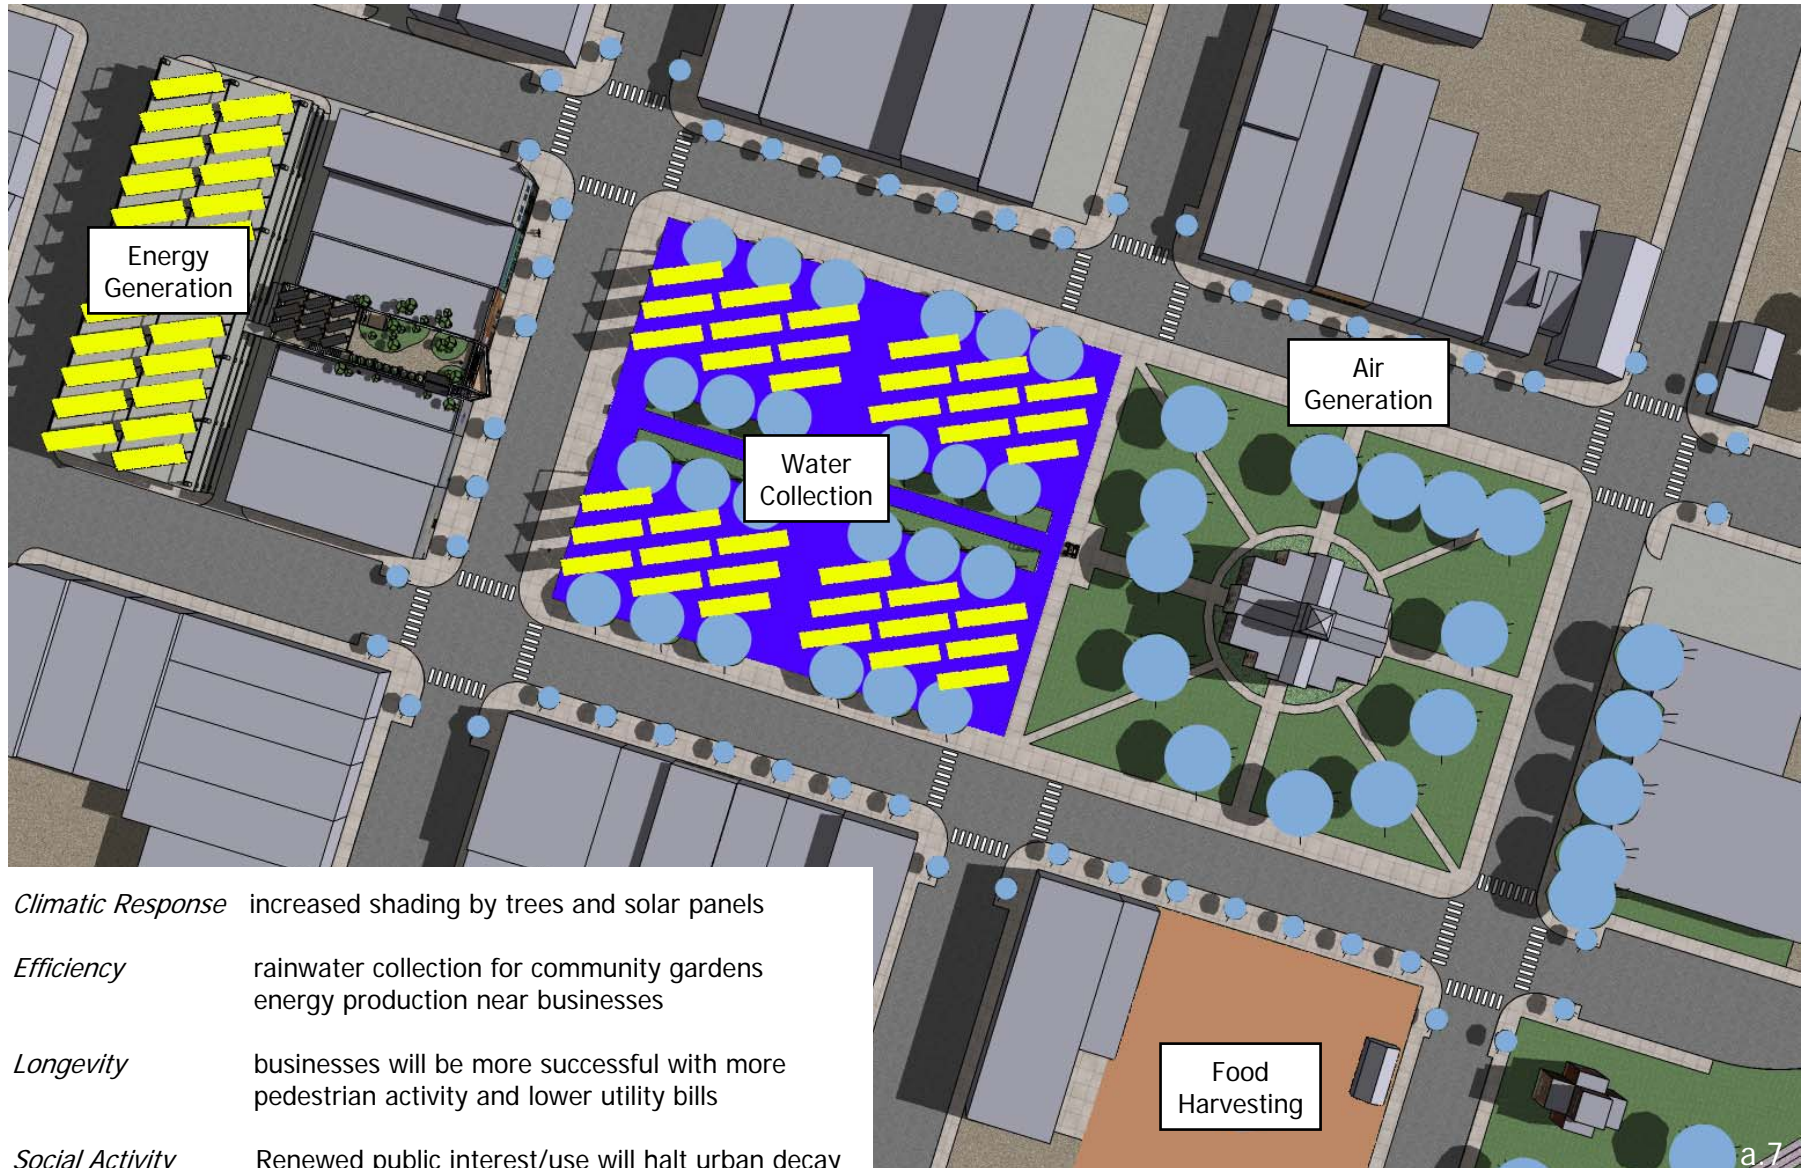 Energy
Generation
Air
Generation
Water
Collection
Climatic Response increased shading by trees and solar panels
Efficiency rainwater collection for community gardens
energy production near businesses
Longevity businesses will be more successful with more
pedestrian activity and lower utility bills
Food
Harvesting
Social Activity Renewed public interest/use will halt urban decay
a.7